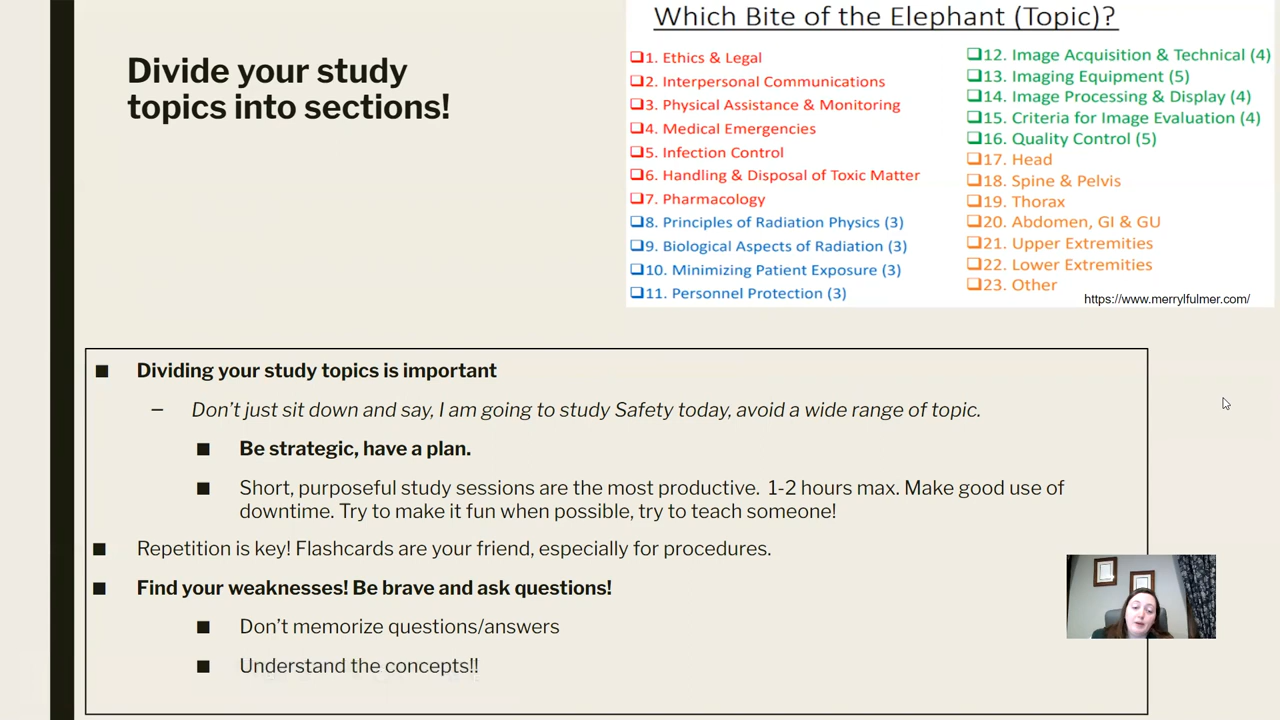 Divide your study
topics into sections!
Which Bite of the Elephant (Topic)?
❑1. Ethics & Legal
❑2. Interpersonal Communications
❑3. Physical Assistance & Monitoring
❑4. Medical Emergencies
❑5. Infection Control
❑6. Handling & Disposal of Toxic Matter
❑7. Pharmacology
❑8. Principles of Radiation Physics (3)
❑9. Biological Aspects of Radiation (3)
❑10. Minimizing Patient Exposure (3)
❑11. Personnel Protection (3)
❑12. Image Acquisition & Technical (4)
❑13. Imaging Equipment (5)
❑14. Image Processing & Display (4)
❑15. Criteria for Image Evaluation (4)
❑16. Quality Control (5)
❑17. Head
❑18. Spine & Pelvis
❑19. Thorax
❑20. Abdomen, GI & GU
❑21. Upper Extremities
❑22. Lower Extremities
❑23. Other
https://www.merrylfulmer.com/
■ Dividing your study topics is important
– Don't just sit down and say, I am going to study Safety today, avoid a wide range of topic.
■ Be strategic, have a plan.
■ Short, purposeful study sessions are the most productive. 1-2 hours max. Make good use of
downtime. Try to make it fun when possible, try to teach someone!
■ Repetition is key! Flashcards are your friend, especially for procedures.
■ Find your weaknesses! Be brave and ask questions!
■ Don't memorize questions/answers
■ Understand the concepts!!